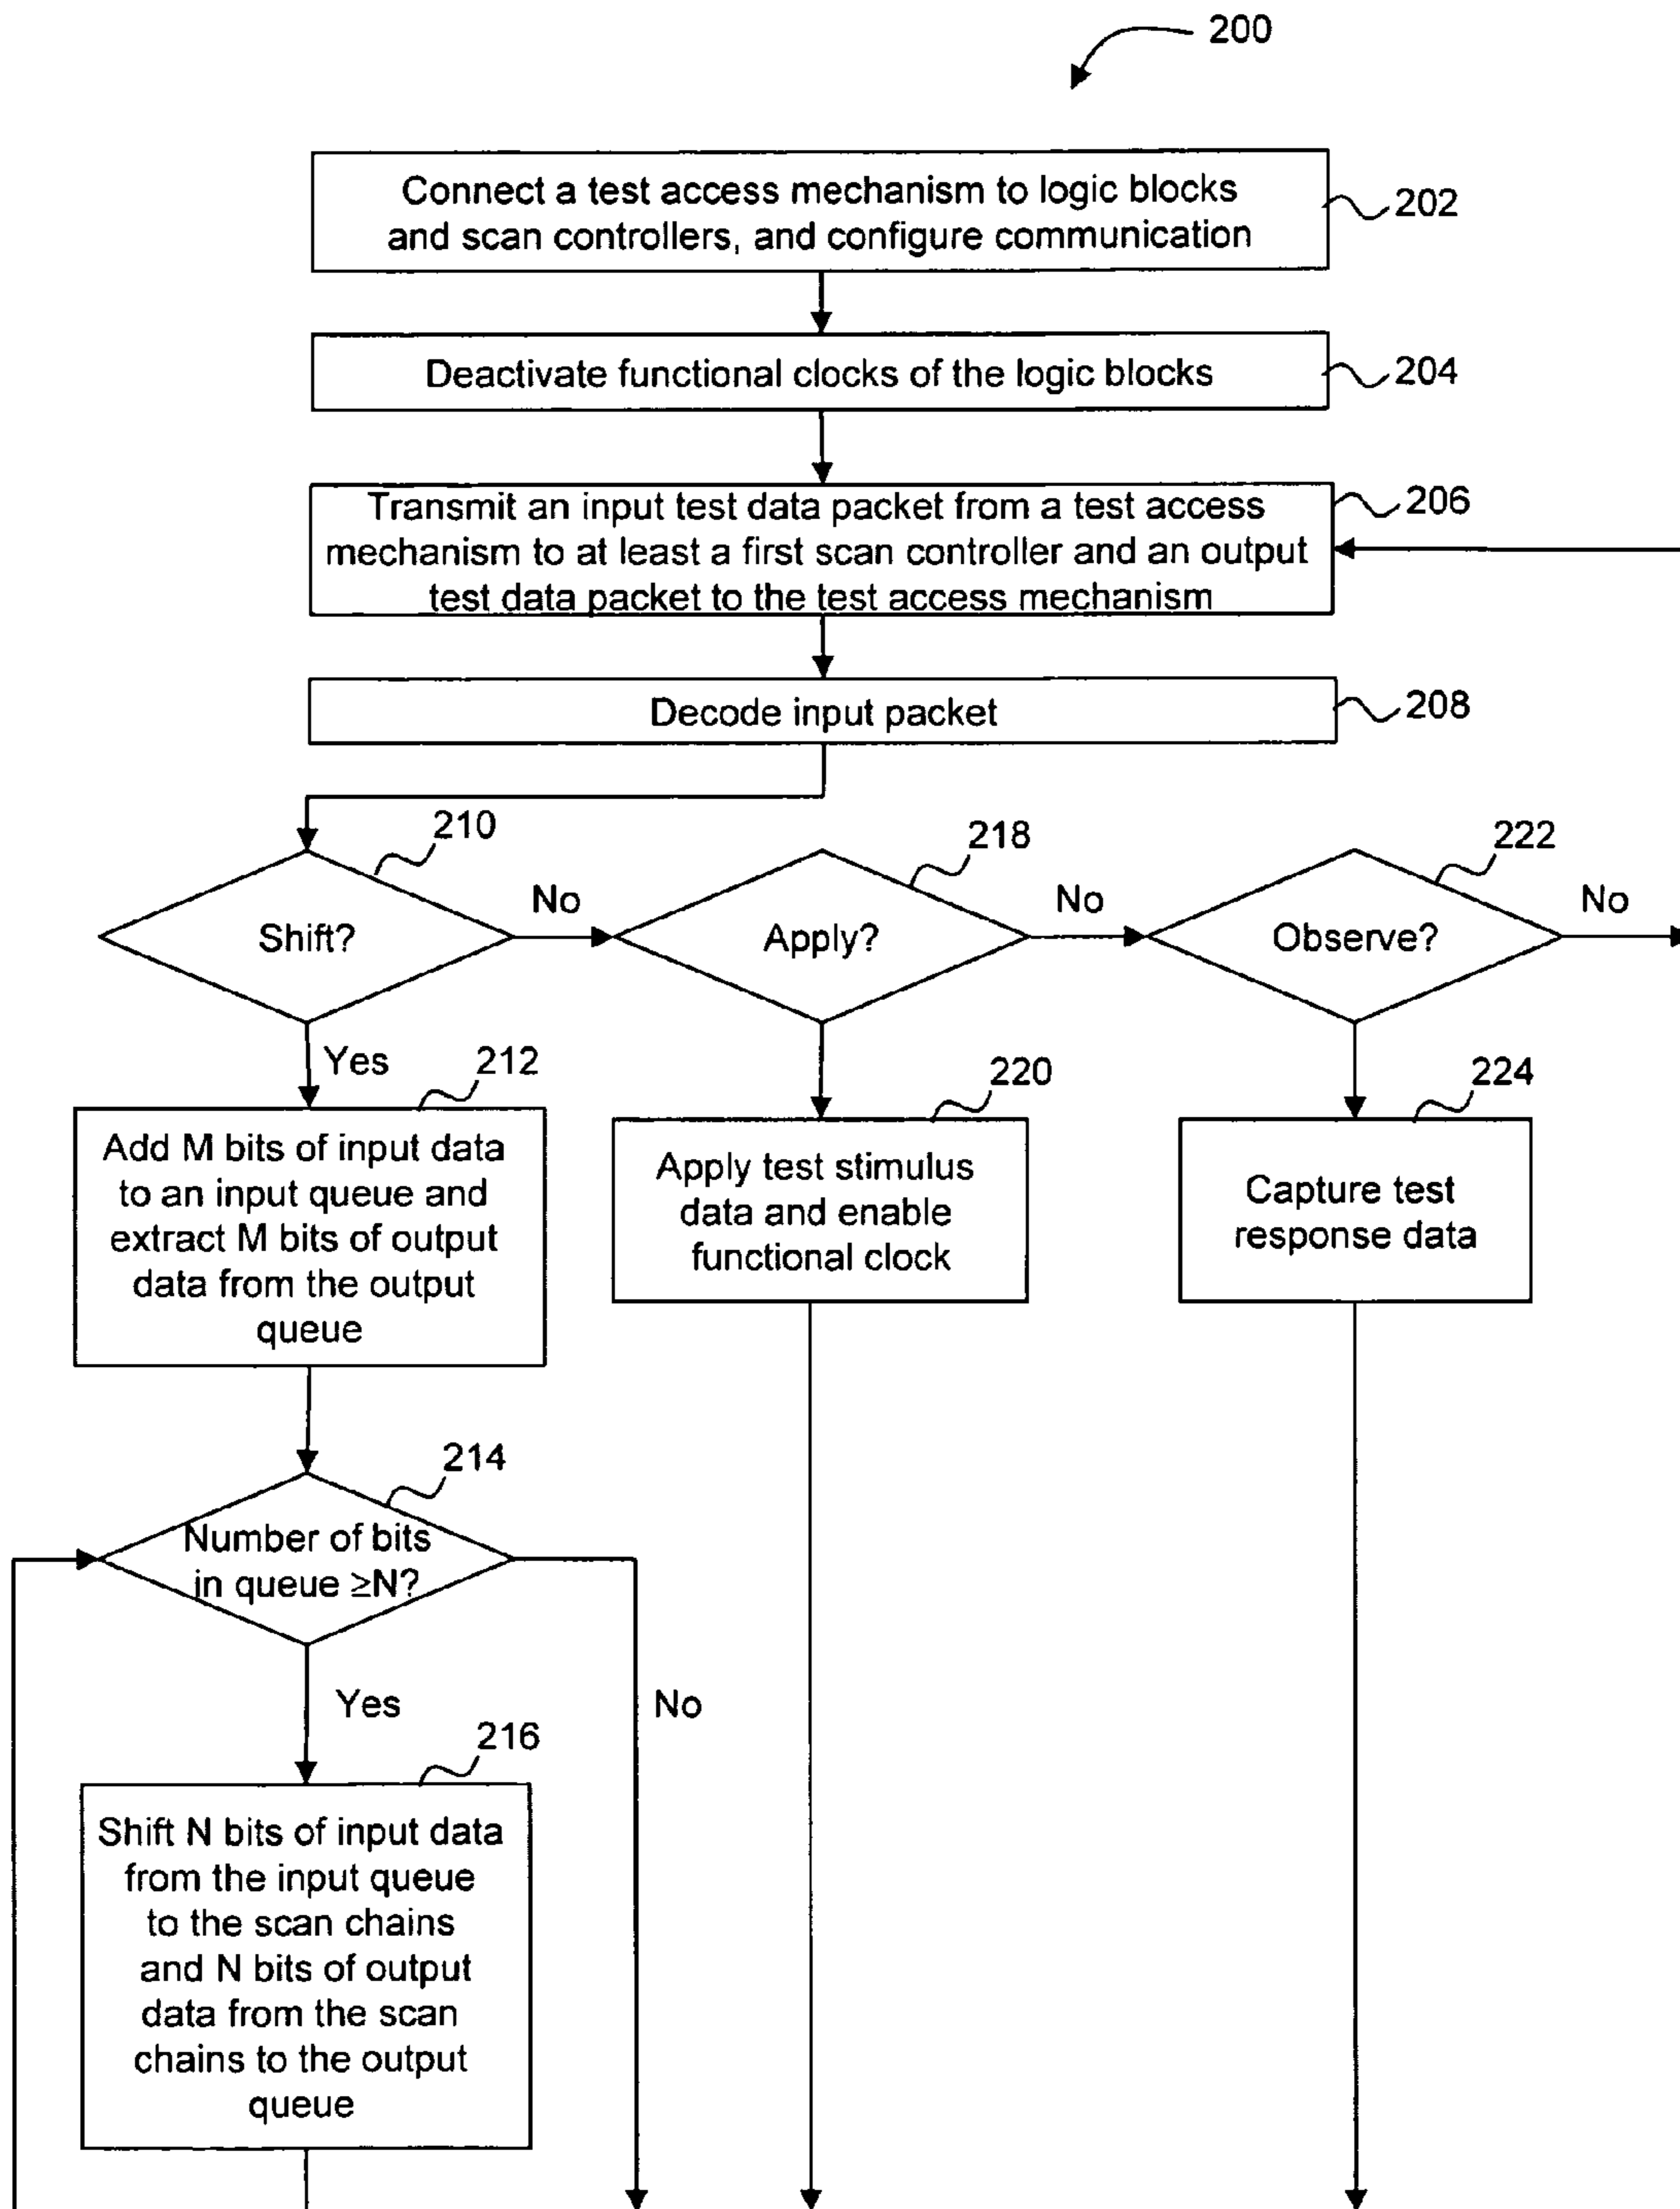 200
Connect a test access mechanism to logic blocks
and scan controllers, and configure communication
202
Deactivate functional clocks of the logic blocks
204
Transmit an input test data packet from a test access
mechanism to at least a first scan controller and an output
test data packet to the test access mechanism
206
Decode input packet
208
210
218
222
Shift?
No
Apply?
No
Observe?
No
Yes
212
220
224
Add M bits of input data
to an input queue and
extract M bits of output
data from the output
queue
Apply test stimulus
data and enable
functional clock
Capture test
response data
214
Number of bits
in queue ≥N?
Yes
No
216
Shift N bits of input data
from the input queue
to the scan chains
and N bits of output
data from the scan
chains to the output
queue